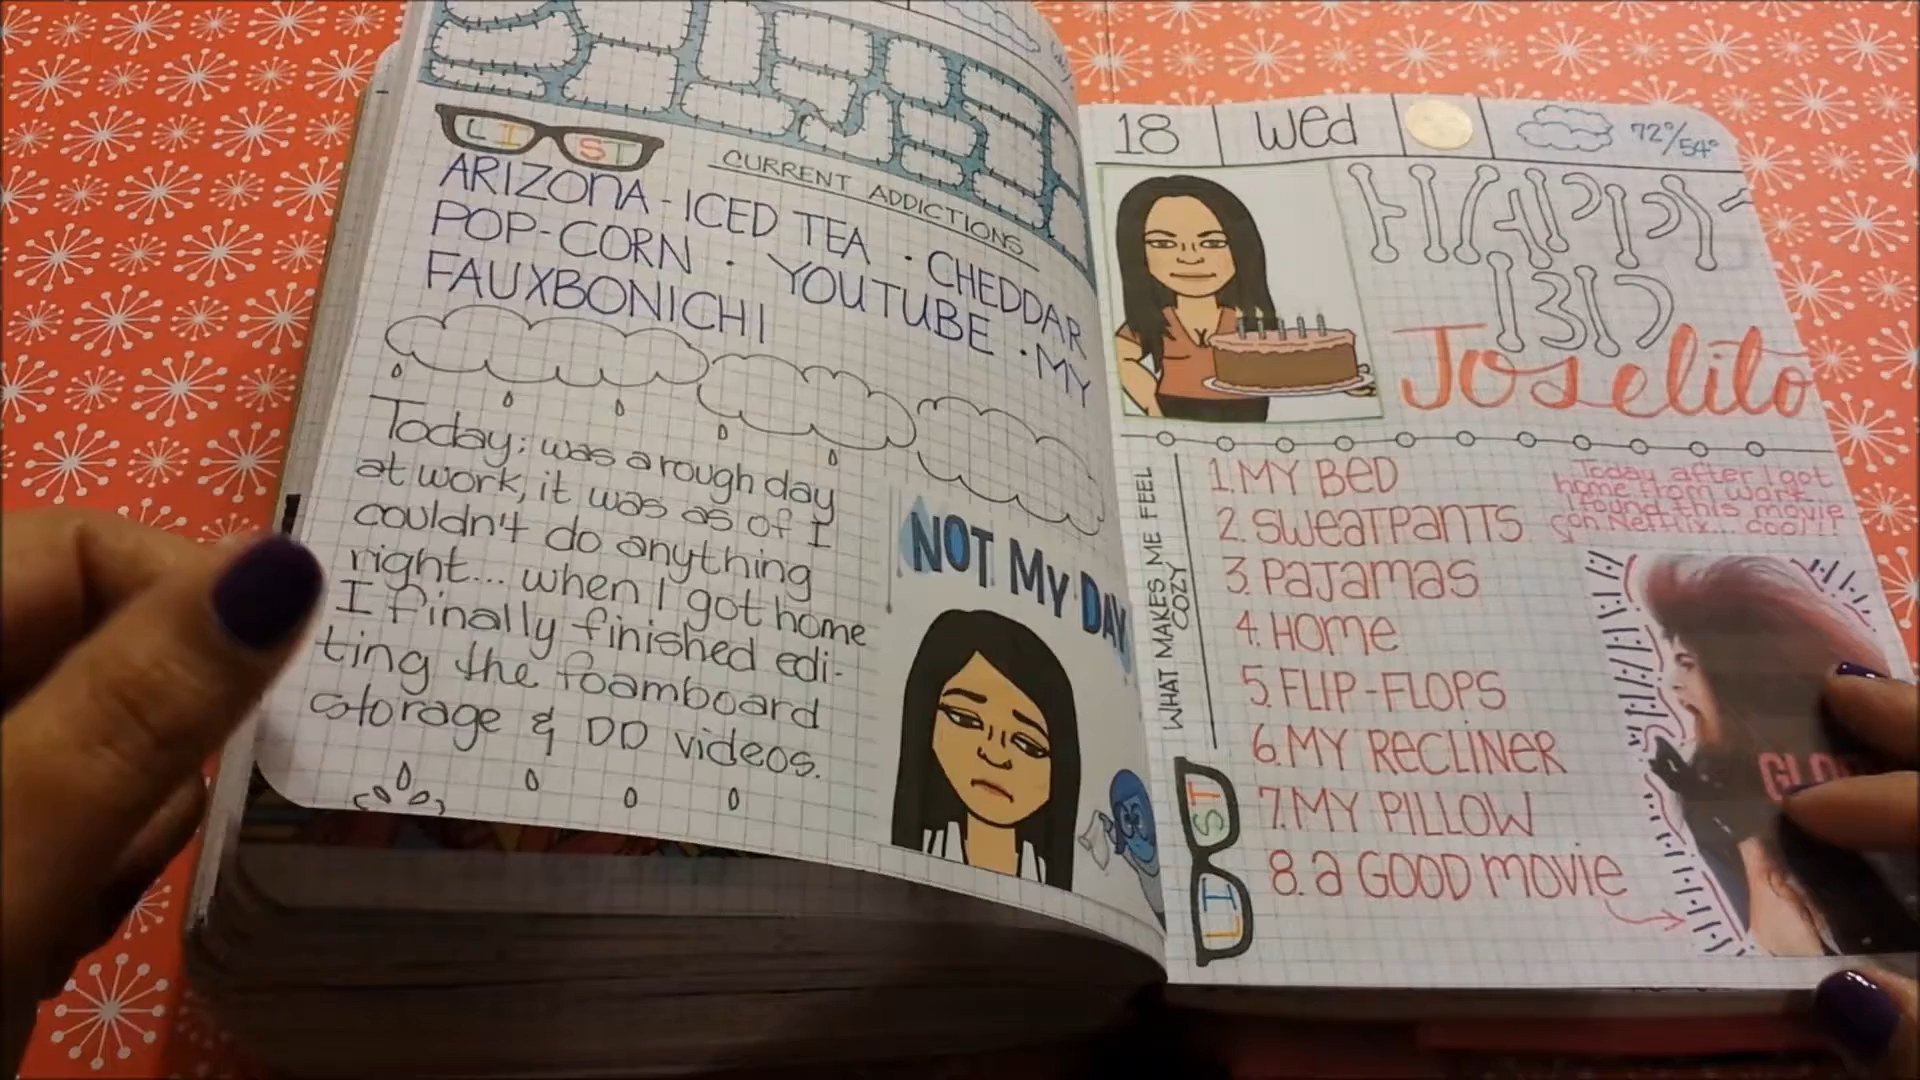 LIST
CURRENT ADDICTIONS
ARIZONA - ICED TEA · CHEDDAR
POP-CORN · YOUTUBE · MY
FAUXBONICHI
Today; was a rough day
at work, it was as of I
couldn't do anything
right... when I got home
I finally finished edi-
ting the foamboard
storage & DD videos.
NOT MY DAY
18 wed 72°/54°
HAPPY
BD
Joselito
WHAT MAKES ME FEEL
COZY
LIST
1. MY BED
2. SWEATPANTS
3. PAJAMAS
4. HOME
5. FLIP-FLOPS
6. MY RECLINER
7. MY PILLOW
8. a GOOD movie
Today after I got
home from work
I found this movie
on Netflix... cool!!